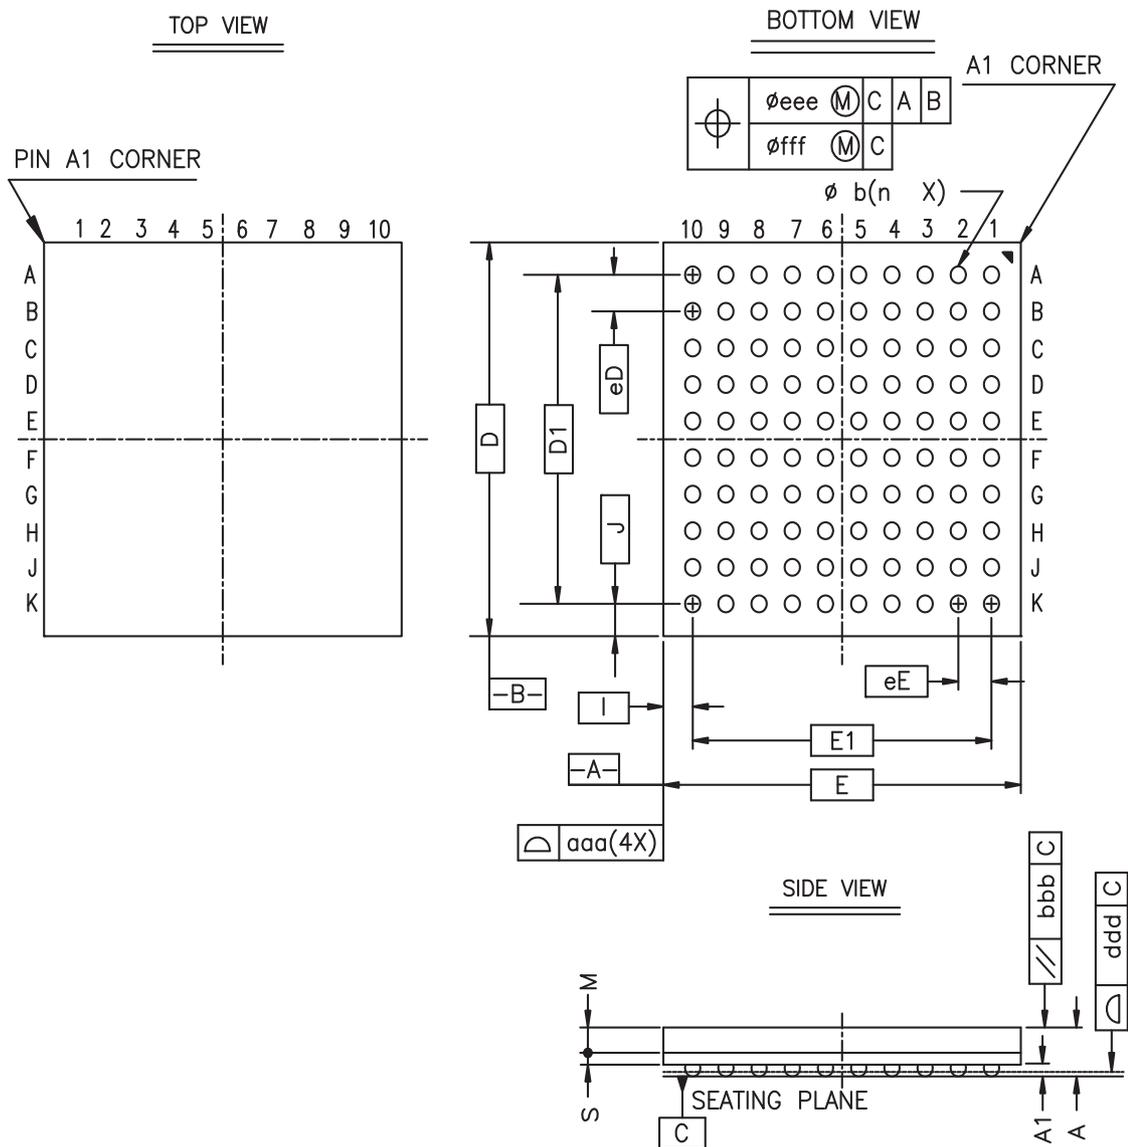 TOP VIEW
BOTTOM VIEW
A1 CORNER
øeee Ⓜ C A B
øfff Ⓜ C
PIN A1 CORNER
ø b(n X)
1 2 3 4 5 6 7 8 9 10
10 9 8 7 6 5 4 3 2 1
A
B
C
D
E
F
G
H
J
K
A
B
C
D
E
F
G
H
J
K
eD
D
D1
J
eE
-B-
I
E1
-A-
E
aaa(4X)
SIDE VIEW
// bbb C
ddd C
M
S
SEATING PLANE
C
A1
A